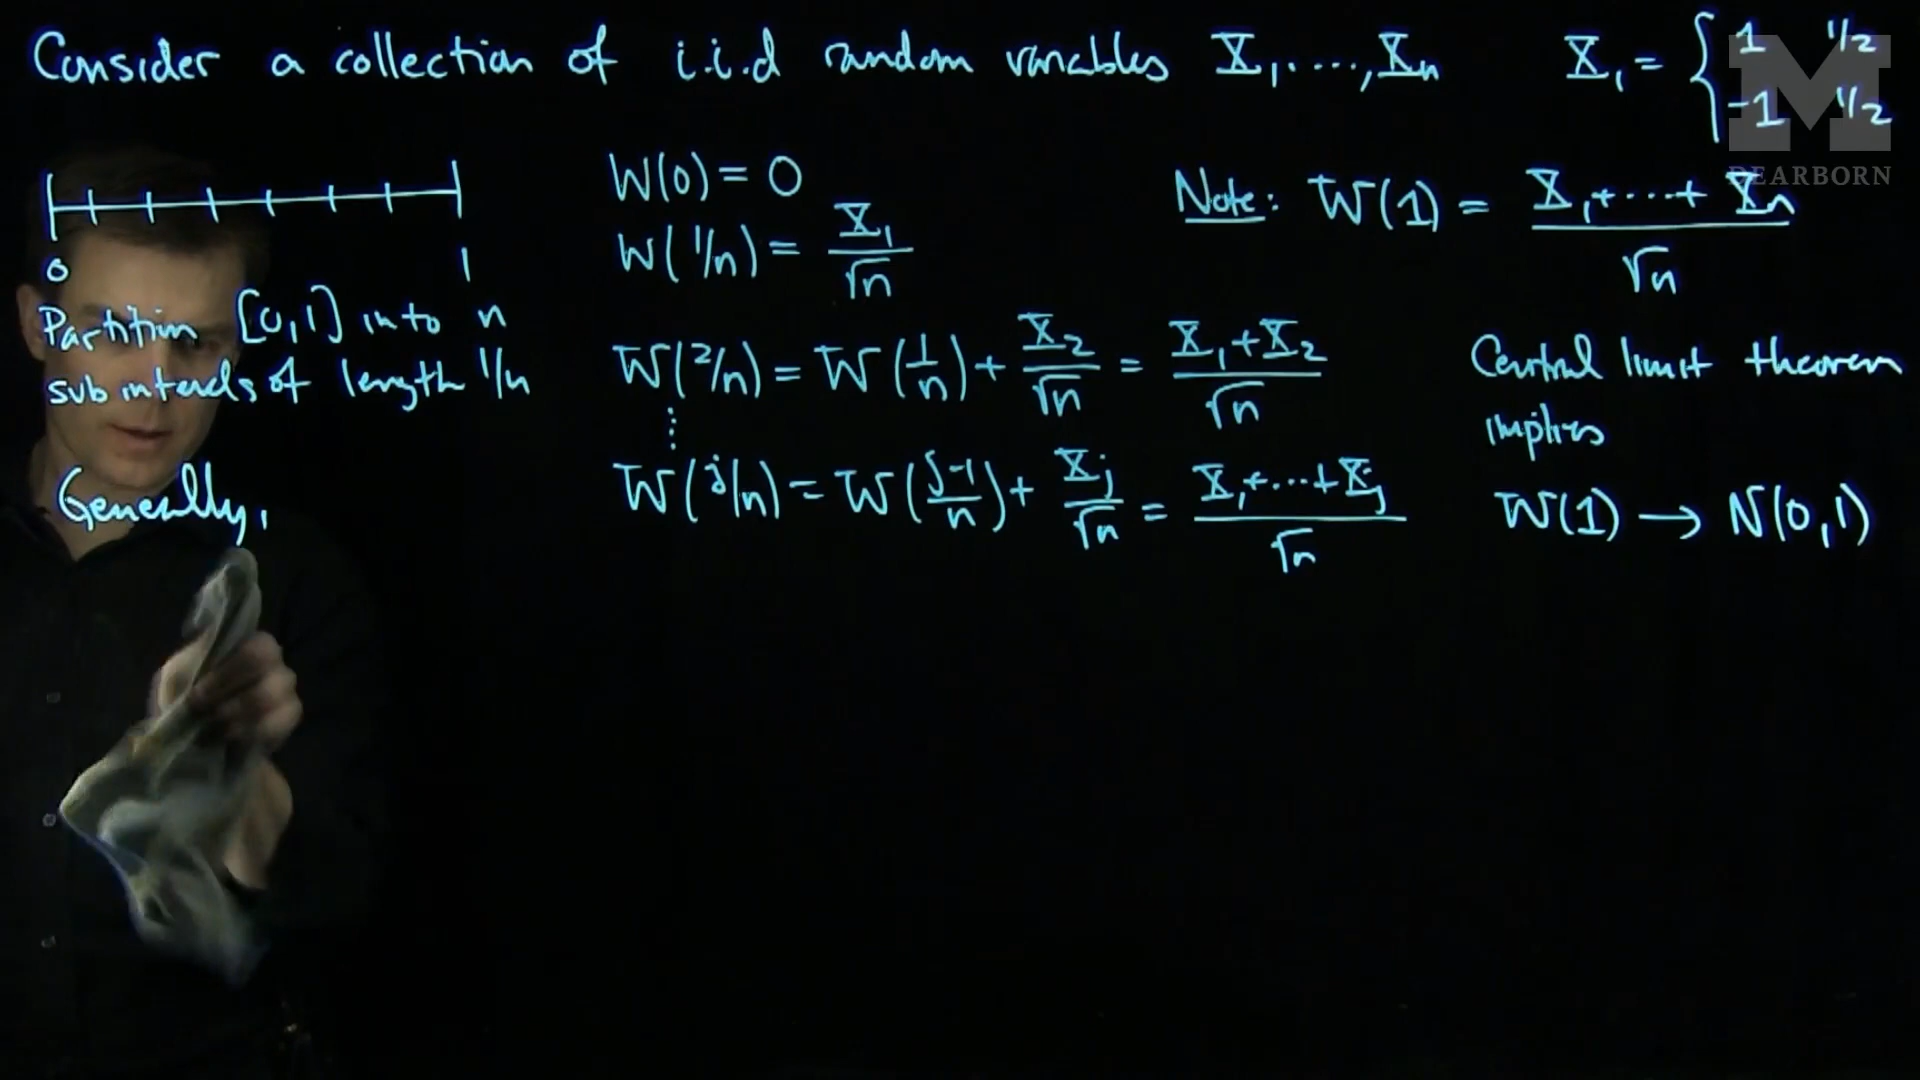 Consider a collection of i.i.d random variables X₁, ..., Xₙ X₁ = { 1 1/2
-1 1/2
M
DEARBORN
0 1
Partition [0,1] into n
subintervals of length 1/n
Generally,
W(0) = 0
W(1/n) = X₁/√n
W(2/n) = W(1/n) + X₂/√n = (X₁+X₂)/√n
⋮
W(j/n) = W((j-1)/n) + Xⱼ/√n = (X₁+...+Xⱼ)/√n
Note: W(1) = (X₁+...+Xₙ)/√n
Central limit theorem
implies
W(1) → N(0,1)